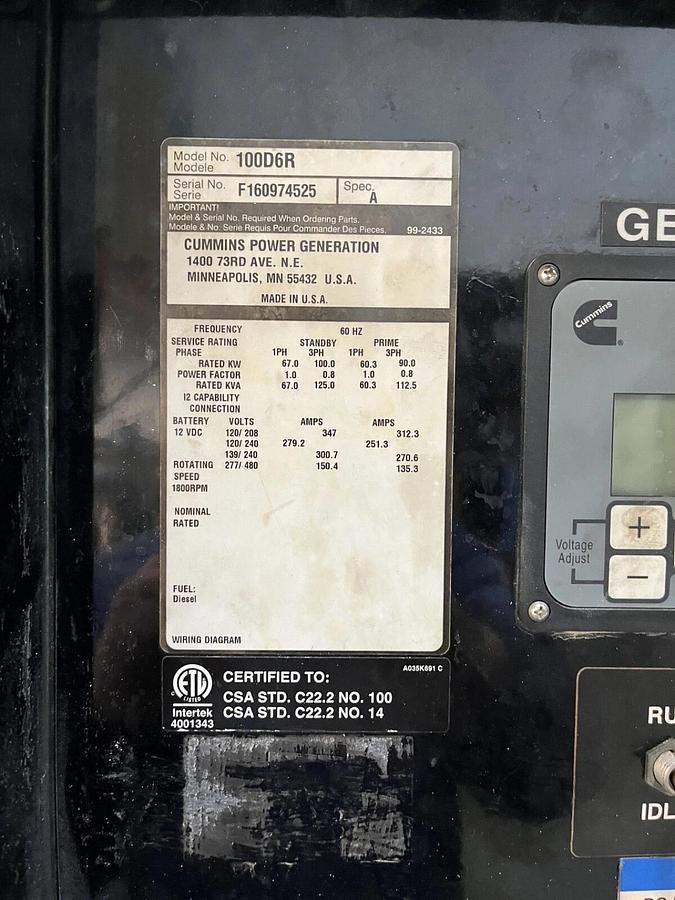 Model No. 100D6R
Modele
Serial No. F160974525 Spec.
Serie A
IMPORTANT!
Model & Serial No. Required When Ordering Parts.
Modele & No. Serie Requis Pour Commander Des Pieces. 99-2433
CUMMINS POWER GENERATION
1400 73RD AVE. N.E.
MINNEAPOLIS, MN 55432 U.S.A.
MADE IN U.S.A.
FREQUENCY 60 HZ
SERVICE RATING STANDBY PRIME
PHASE 1PH 3PH 1PH 3PH
RATED KW 67.0 100.0 60.3 90.0
POWER FACTOR 1.0 0.8 1.0 0.8
RATED KVA 67.0 125.0 60.3 112.5
I2 CAPABILITY
CONNECTION
BATTERY VOLTS AMPS AMPS
12 VDC 120/ 208 347 312.3
120/ 240 279.2 251.3
139/ 240 300.7 270.6
ROTATING 277/ 480 150.4 135.3
SPEED
1800RPM
NOMINAL
RATED
FUEL:
Diesel
WIRING DIAGRAM
A035K691 C
CERTIFIED TO:
CSA STD. C22.2 NO. 100
CSA STD. C22.2 NO. 14
C ETL
LISTED
Intertek
4001343
GE
Cummins
+
Voltage
Adjust
−
RU
IDL